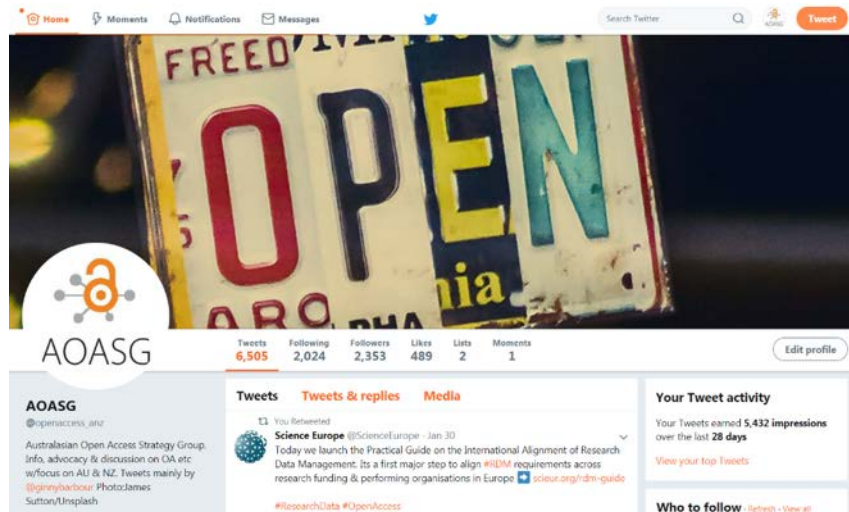 Home Moments Notifications Messages Search Twitter Tweet
FREED
OPEN
nia
ARO PHA
AOASG
Tweets Following Followers Likes Lists Moments
6,505 2,024 2,353 489 2 1
Edit profile
AOASG
@openaccess_anz
Australasian Open Access Strategy Group.
Info, advocacy & discussion on OA etc
w/focus on AU & NZ. Tweets mainly by
@ginnybarbour Photo:James
Sutton/Unsplash
Tweets Tweets & replies Media
You Retweeted
Science Europe @ScienceEurope · Jan 30
Today we launch the Practical Guide on the International Alignment of Research
Data Management. Its a first major step to align #RDM requirements across
research funding & performing organisations in Europe ➡ scieur.org/rdm-guide
#ResearchData #OpenAccess
Your Tweet activity
Your Tweets earned 5,432 impressions
over the last 28 days
View your top Tweets
Who to follow · Refresh · View all